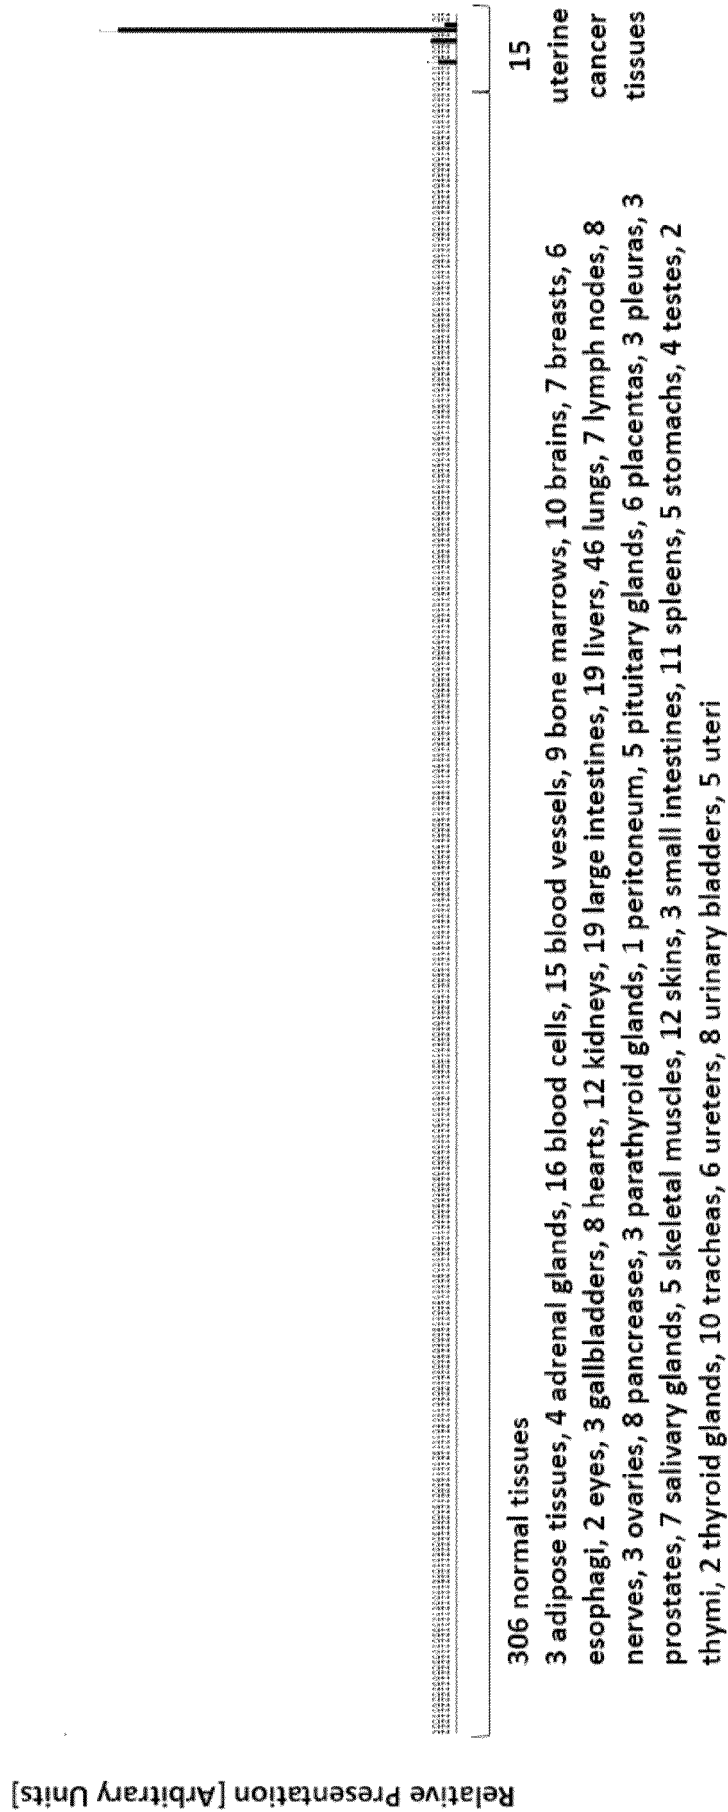 Relative Presentation [Arbitrary Units]
306 normal tissues
3 adipose tissues, 4 adrenal glands, 16 blood cells, 15 blood vessels, 9 bone marrows, 10 brains, 7 breasts, 6
esophagi, 2 eyes, 3 gallbladders, 8 hearts, 12 kidneys, 19 large intestines, 19 livers, 46 lungs, 7 lymph nodes, 8
nerves, 3 ovaries, 8 pancreases, 3 parathyroid glands, 1 peritoneum, 5 pituitary glands, 6 placentas, 3 pleuras, 3
prostates, 7 salivary glands, 5 skeletal muscles, 12 skins, 3 small intestines, 11 spleens, 5 stomachs, 4 testes, 2
thymi, 2 thyroid glands, 10 tracheas, 6 ureters, 8 urinary bladders, 5 uteri
15
uterine
cancer
tissues